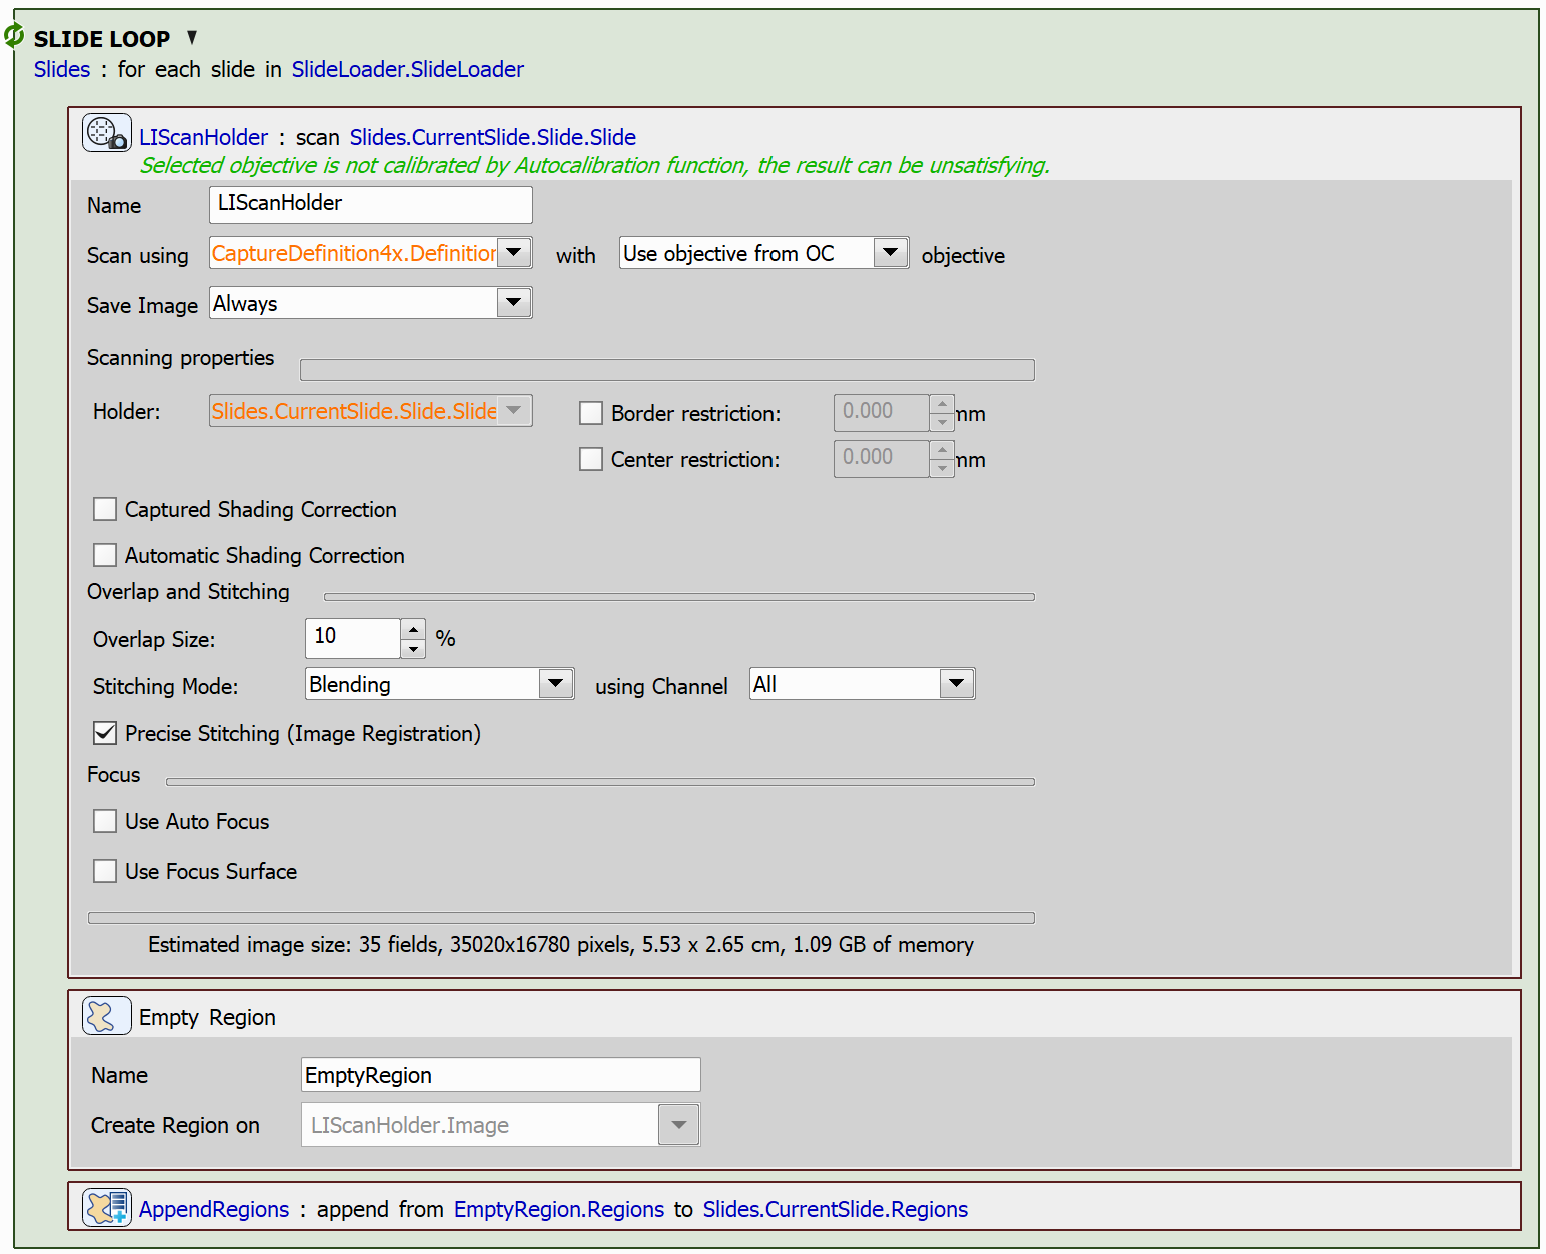 SLIDE LOOP ▼
Slides : for each slide in SlideLoader.SlideLoader
LIScanHolder : scan Slides.CurrentSlide.Slide.Slide
Selected objective is not calibrated by Autocalibration function, the result can be unsatisfying.
Name LIScanHolder
Scan using CaptureDefinition4x.Definition with Use objective from OC objective
Save Image Always
Scanning properties
Holder: Slides.CurrentSlide.Slide.Slide Border restriction: 0.000 mm
Center restriction: 0.000 mm
Captured Shading Correction
Automatic Shading Correction
Overlap and Stitching
Overlap Size: 10 %
Stitching Mode: Blending using Channel All
Precise Stitching (Image Registration)
Focus
Use Auto Focus
Use Focus Surface
Estimated image size: 35 fields, 35020x16780 pixels, 5.53 x 2.65 cm, 1.09 GB of memory
Empty Region
Name EmptyRegion
Create Region on LIScanHolder.Image
AppendRegions : append from EmptyRegion.Regions to Slides.CurrentSlide.Regions